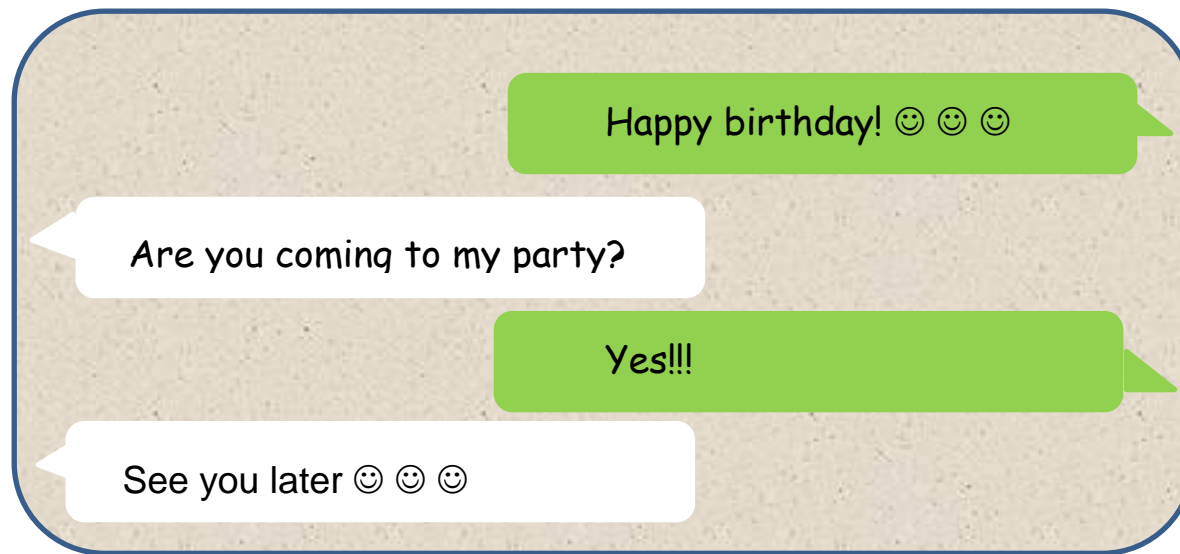 Happy birthday! ☺ ☺ ☺
Are you coming to my party?
Yes!!!
See you later ☺ ☺ ☺